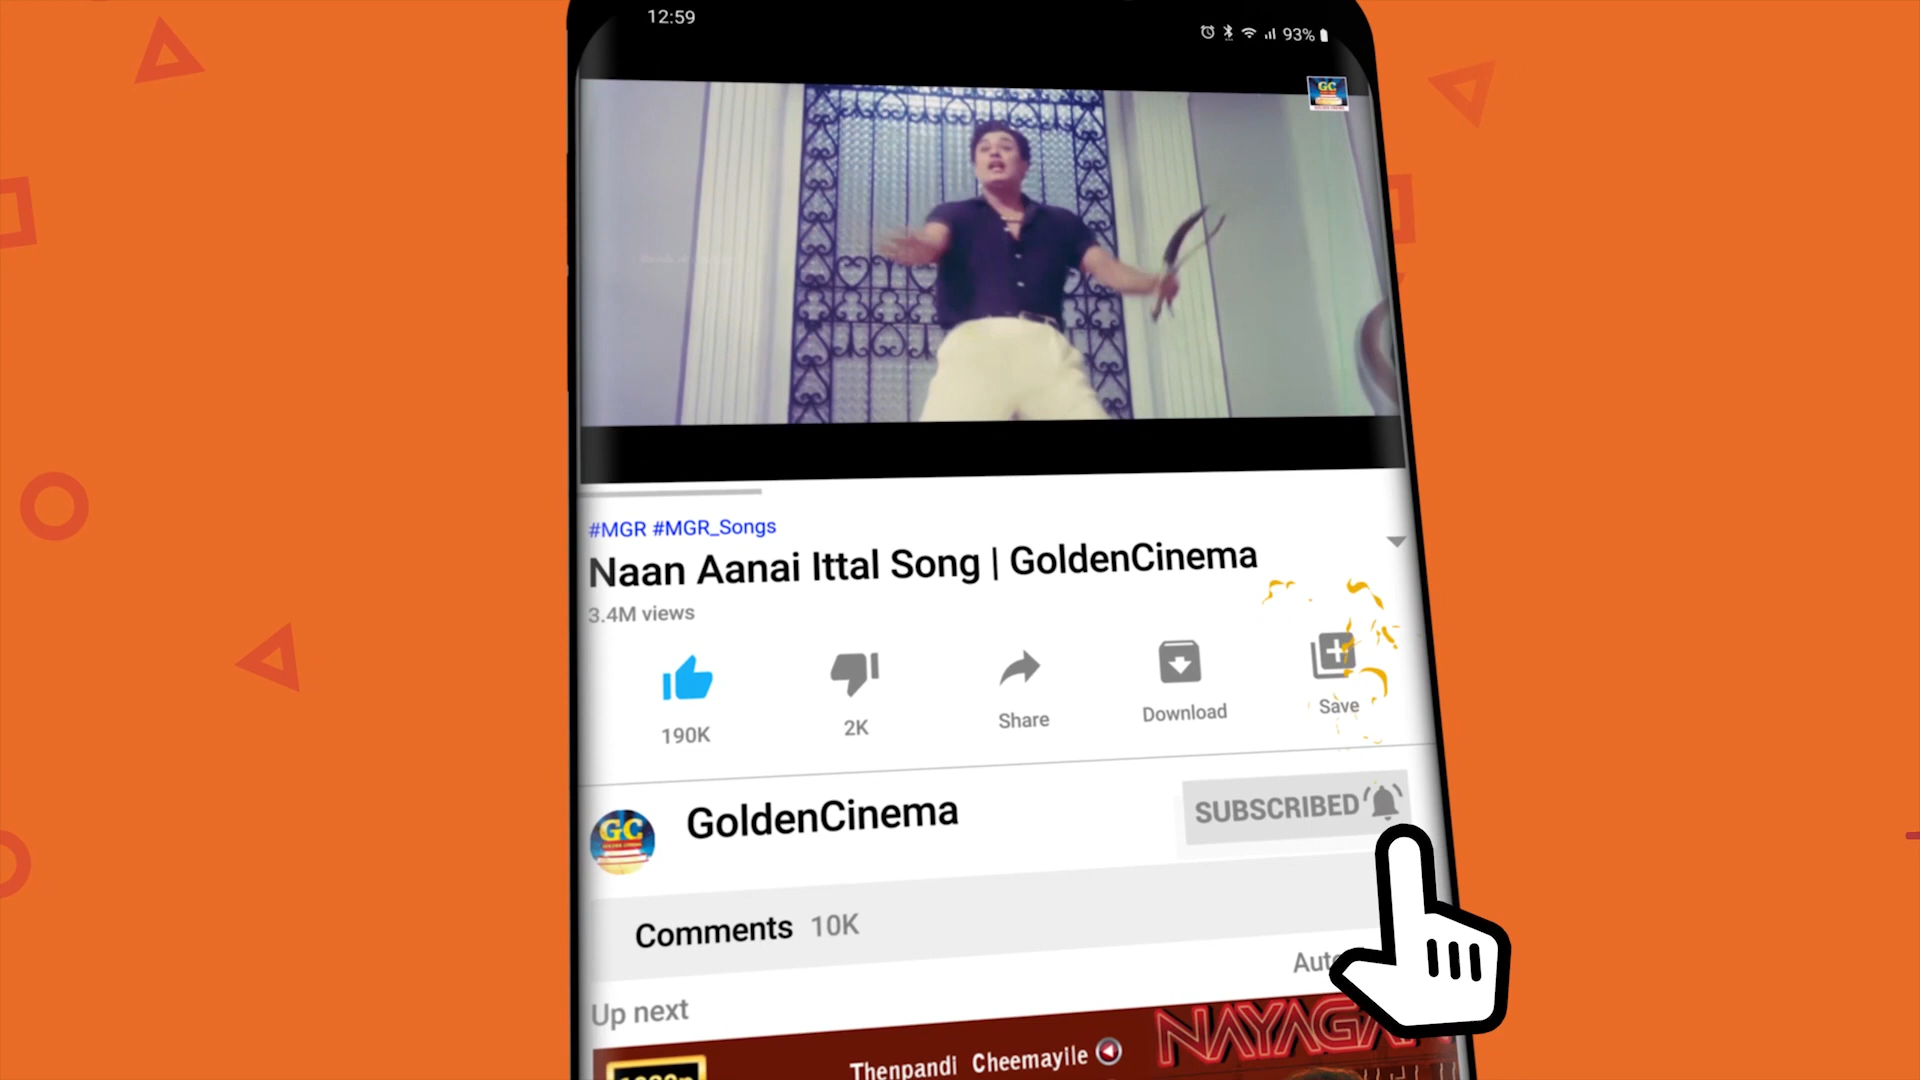 12:59
93%
GC
#MGR #MGR_Songs
Naan Aanai Ittal Song | GoldenCinema
3.4M views
190K
2K
Share
Download
Save
GC
GoldenCinema
SUBSCRIBED
Comments 10K
Up next
Thenpandi Cheemayile